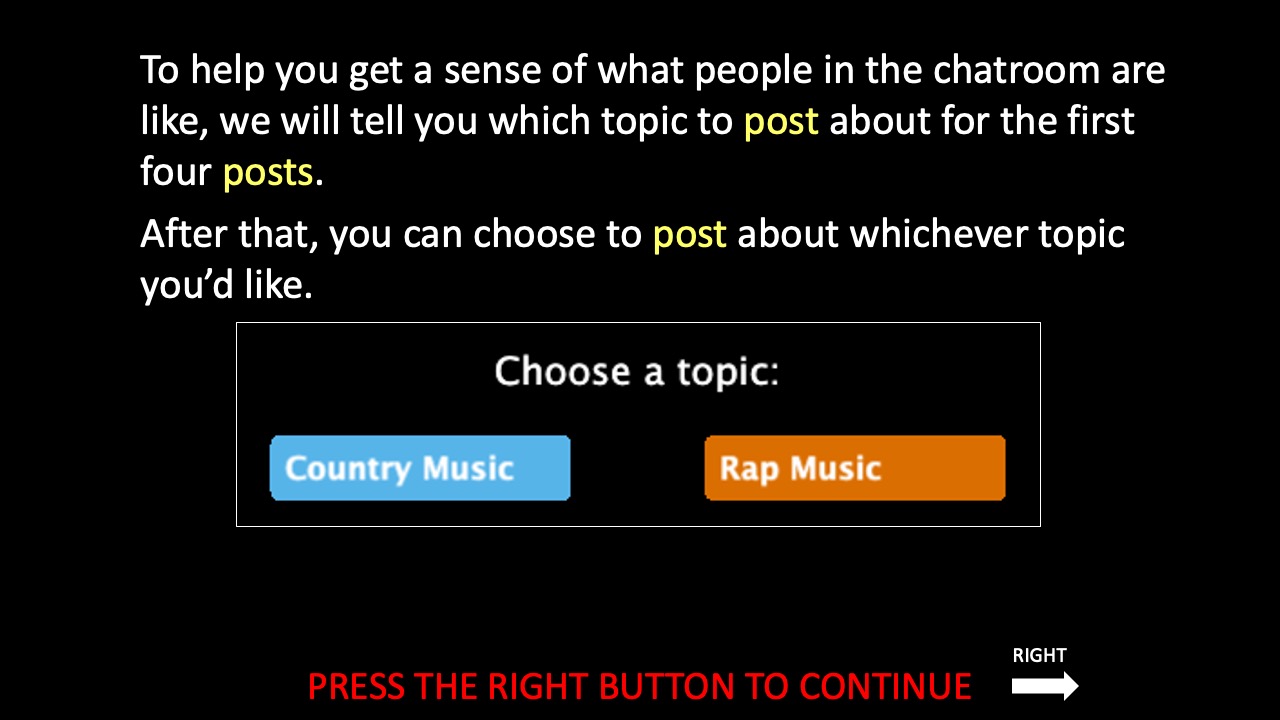 To help you get a sense of what people in the chatroom are
like, we will tell you which topic to post about for the first
four posts.
After that, you can choose to post about whichever topic
you’d like.
Choose a topic:
Country Music
Rap Music
RIGHT
PRESS THE RIGHT BUTTON TO CONTINUE